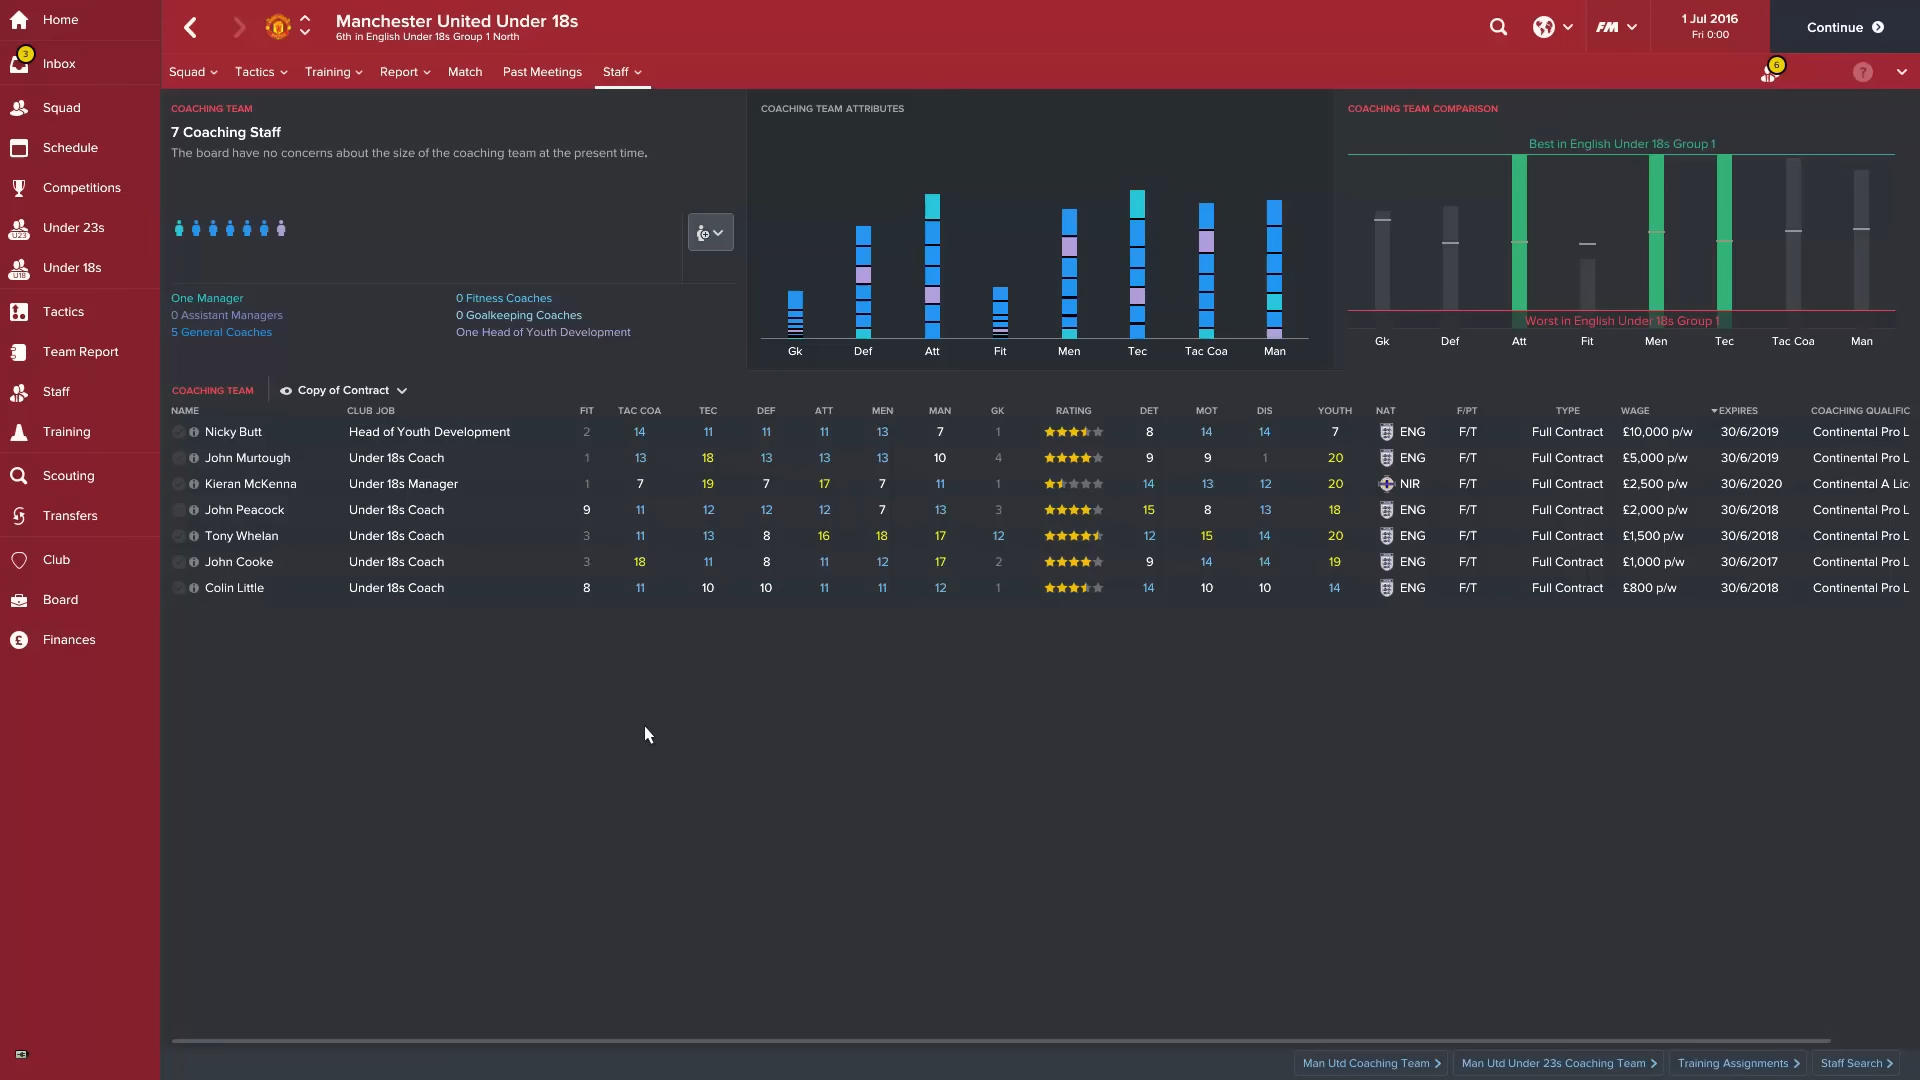 Home
3
Inbox
Squad
Schedule
Competitions
U23
Under 23s
U18
Under 18s
Tactics
Team Report
Staff
Training
Scouting
Transfers
Club
Board
Finances
Manchester United Under 18s
6th in English Under 18s Group 1 North
FM
1 Jul 2016
Fri 0:00
Continue
Squad Tactics Training Report Match Past Meetings Staff
6
?
COACHING TEAM
7 Coaching Staff
The board have no concerns about the size of the coaching team at the present time.
One Manager
0 Assistant Managers
5 General Coaches
0 Fitness Coaches
0 Goalkeeping Coaches
One Head of Youth Development
COACHING TEAM ATTRIBUTES
Gk Def Att Fit Men Tec Tac Coa Man
COACHING TEAM COMPARISON
Best in English Under 18s Group 1
Worst in English Under 18s Group 1
Gk Def Att Fit Men Tec Tac Coa Man
COACHING TEAM Copy of Contract
NAME CLUB JOB FIT TAC COA TEC DEF ATT MEN MAN GK RATING DET MOT DIS YOUTH NAT F/PT TYPE WAGE EXPIRES COACHING QUALIFIC
Nicky Butt Head of Youth Development 2 14 11 11 11 13 7 1 8 14 14 7 ENG F/T Full Contract £10,000 p/w 30/6/2019 Continental Pro L
John Murtough Under 18s Coach 1 13 18 13 13 13 10 4 9 9 1 20 ENG F/T Full Contract £5,000 p/w 30/6/2019 Continental Pro L
Kieran McKenna Under 18s Manager 1 7 19 7 17 7 11 1 14 13 12 20 NIR F/T Full Contract £2,500 p/w 30/6/2020 Continental A Lic
John Peacock Under 18s Coach 9 11 12 12 12 7 13 3 15 8 13 18 ENG F/T Full Contract £2,000 p/w 30/6/2018 Continental Pro L
Tony Whelan Under 18s Coach 3 11 13 8 16 18 17 12 12 15 14 20 ENG F/T Full Contract £1,500 p/w 30/6/2018 Continental Pro L
John Cooke Under 18s Coach 3 18 11 8 11 12 17 2 9 14 14 19 ENG F/T Full Contract £1,000 p/w 30/6/2017 Continental Pro L
Colin Little Under 18s Coach 8 11 10 10 11 11 12 1 14 10 10 14 ENG F/T Full Contract £800 p/w 30/6/2018 Continental Pro L
Man Utd Coaching Team Man Utd Under 23s Coaching Team Training Assignments Staff Search